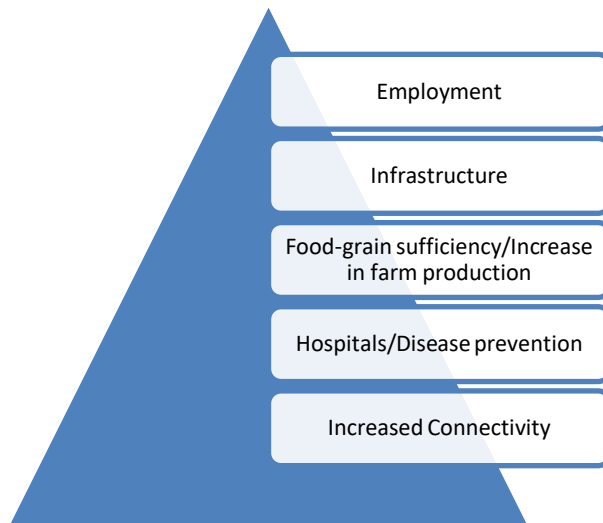 Employment
Infrastructure
Food-grain sufficiency/Increase
in farm production
Hospitals/Disease prevention
Increased Connectivity